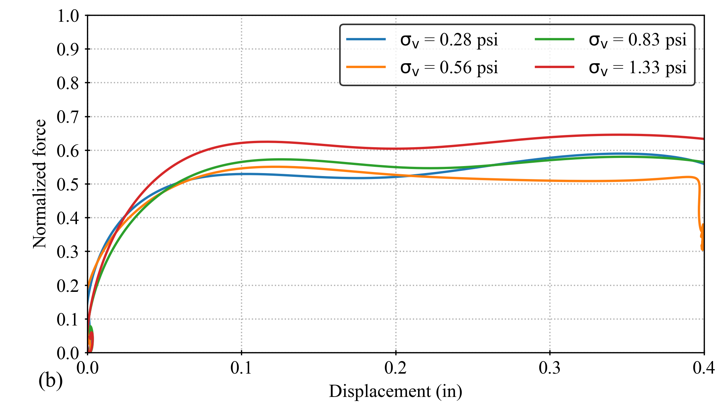 1.0
0.9
0.8
0.7
0.6
0.5
0.4
0.3
0.2
0.1
0.0
Normalized force
σv = 0.28 psi
σv = 0.56 psi
σv = 0.83 psi
σv = 1.33 psi
0.0 0.1 0.2 0.3 0.4
Displacement (in)
(b)